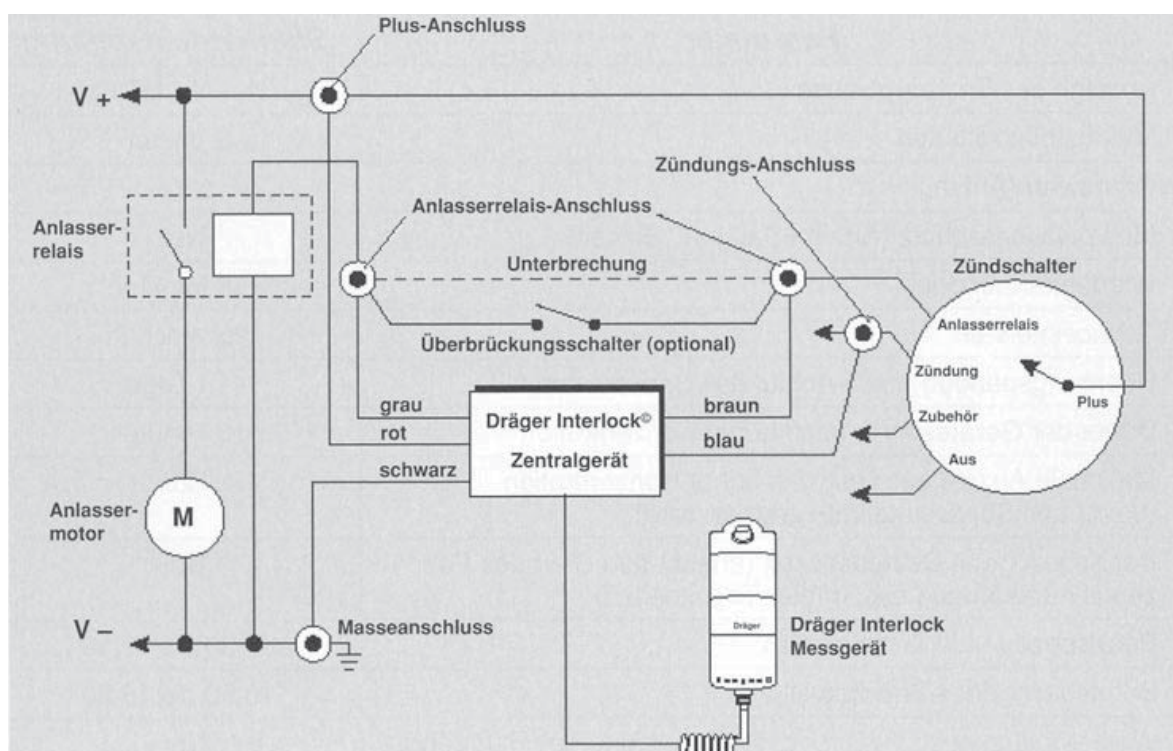 Plus-Anschluss
V +
Zündungs-Anschluss
Anlasser-
relais
Anlasserrelais-Anschluss
Unterbrechung
Zündschalter
Anlasserrelais
Überbrückungsschalter (optional)
Zündung
Plus
grau
braun
Zubehör
rot
Dräger Interlock©
Zentralgerät
blau
Aus
schwarz
Anlasser-
motor
M
Dräger
Dräger Interlock
Messgerät
V –
Masseanschluss